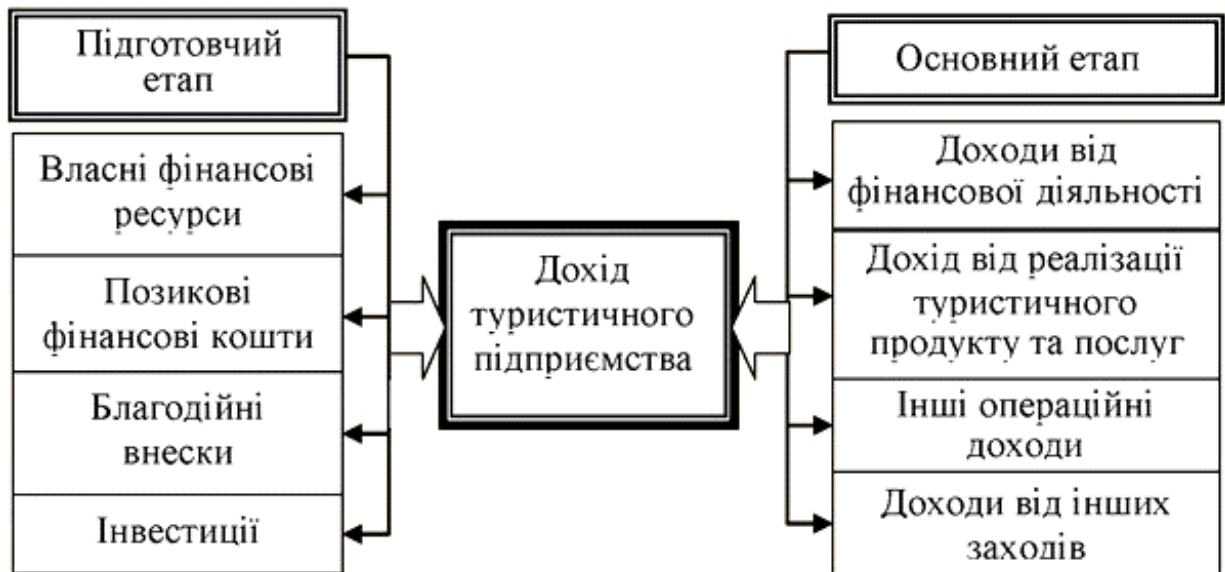 Підготовчий
етап
Власні фінансові
ресурси
Позикові
фінансові кошти
Благодійні
внески
Інвестиції
Дохід
туристичного
підприємства
Основний етап
Доходи від
фінансової діяльності
Дохід від реалізації
туристичного
продукту та послуг
Інші операційні
доходи
Доходи від інших
заходів